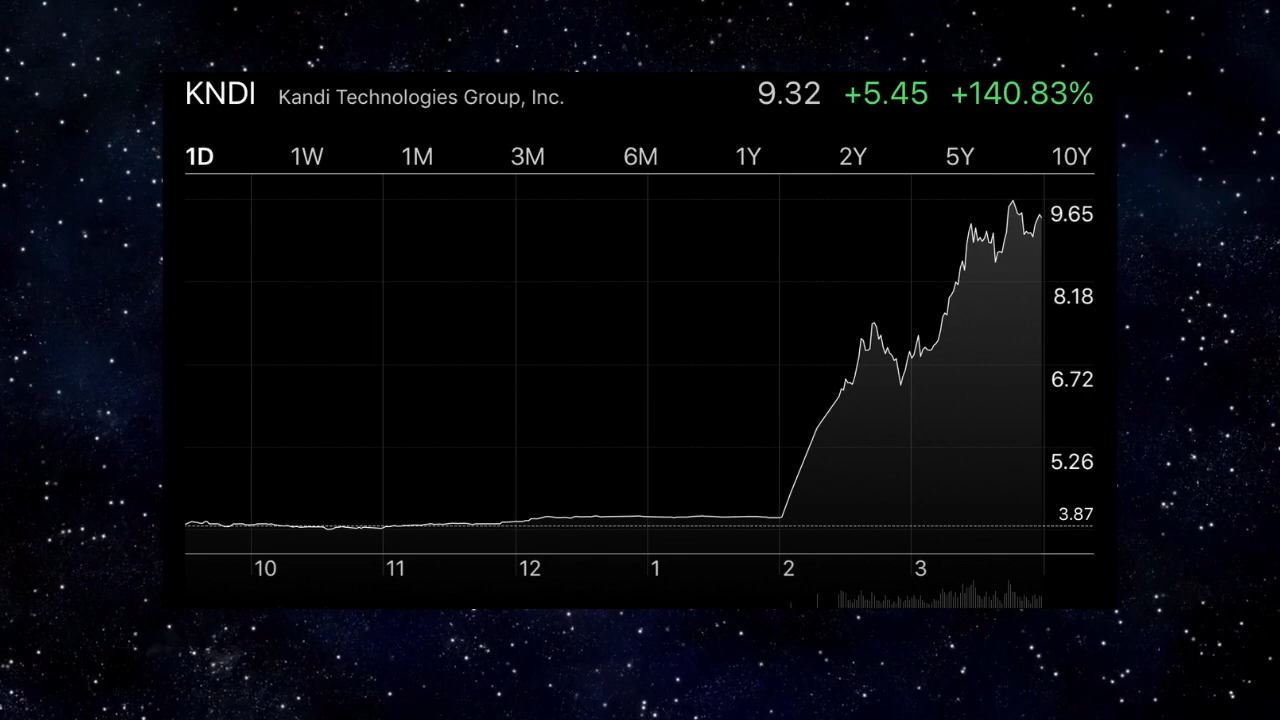 KNDI Kandi Technologies Group, Inc. 9.32 +5.45 +140.83%
1D 1W 1M 3M 6M 1Y 2Y 5Y 10Y
9.65
8.18
6.72
5.26
3.87
10 11 12 1 2 3